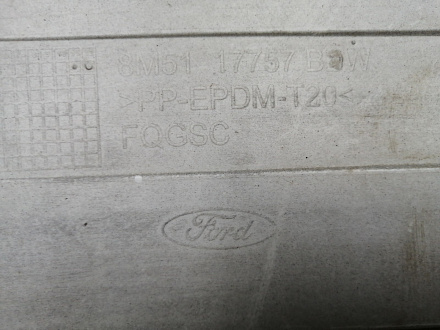 8M51 17757 B W
>PP-EPDM-T20<
FQGSC
Ford